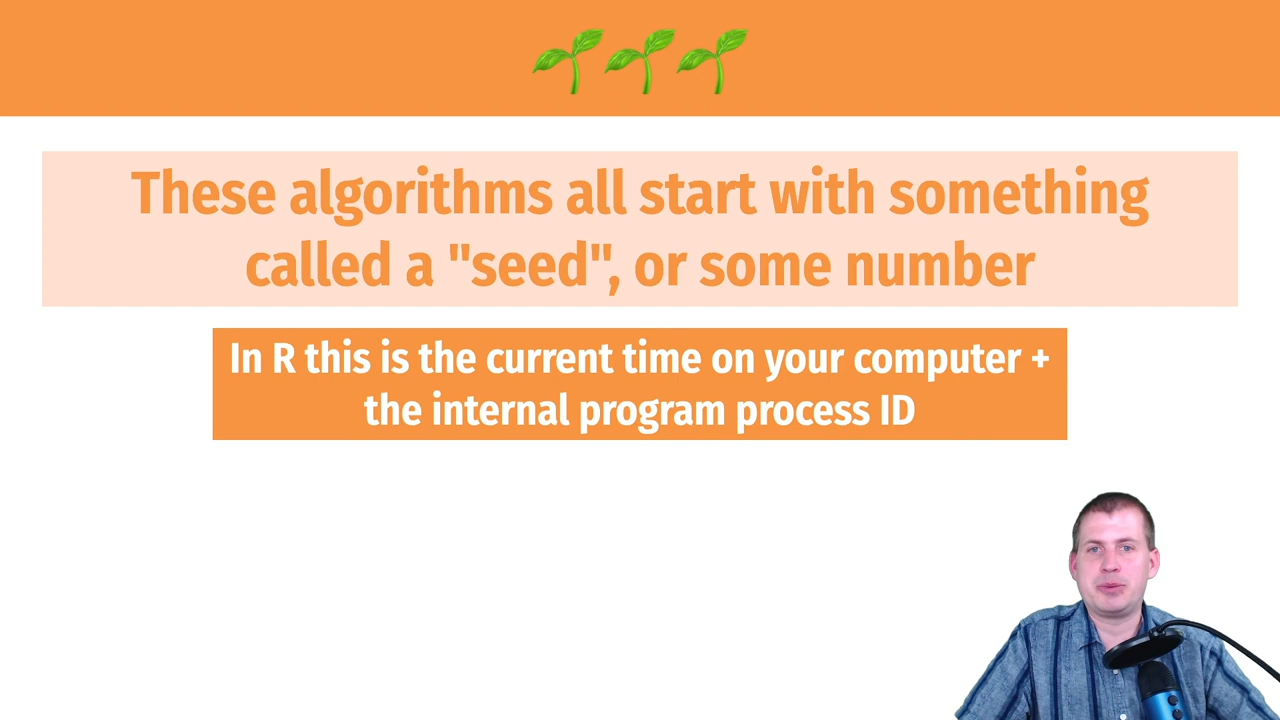 These algorithms all start with something
called a "seed", or some number
In R this is the current time on your computer +
the internal program process ID